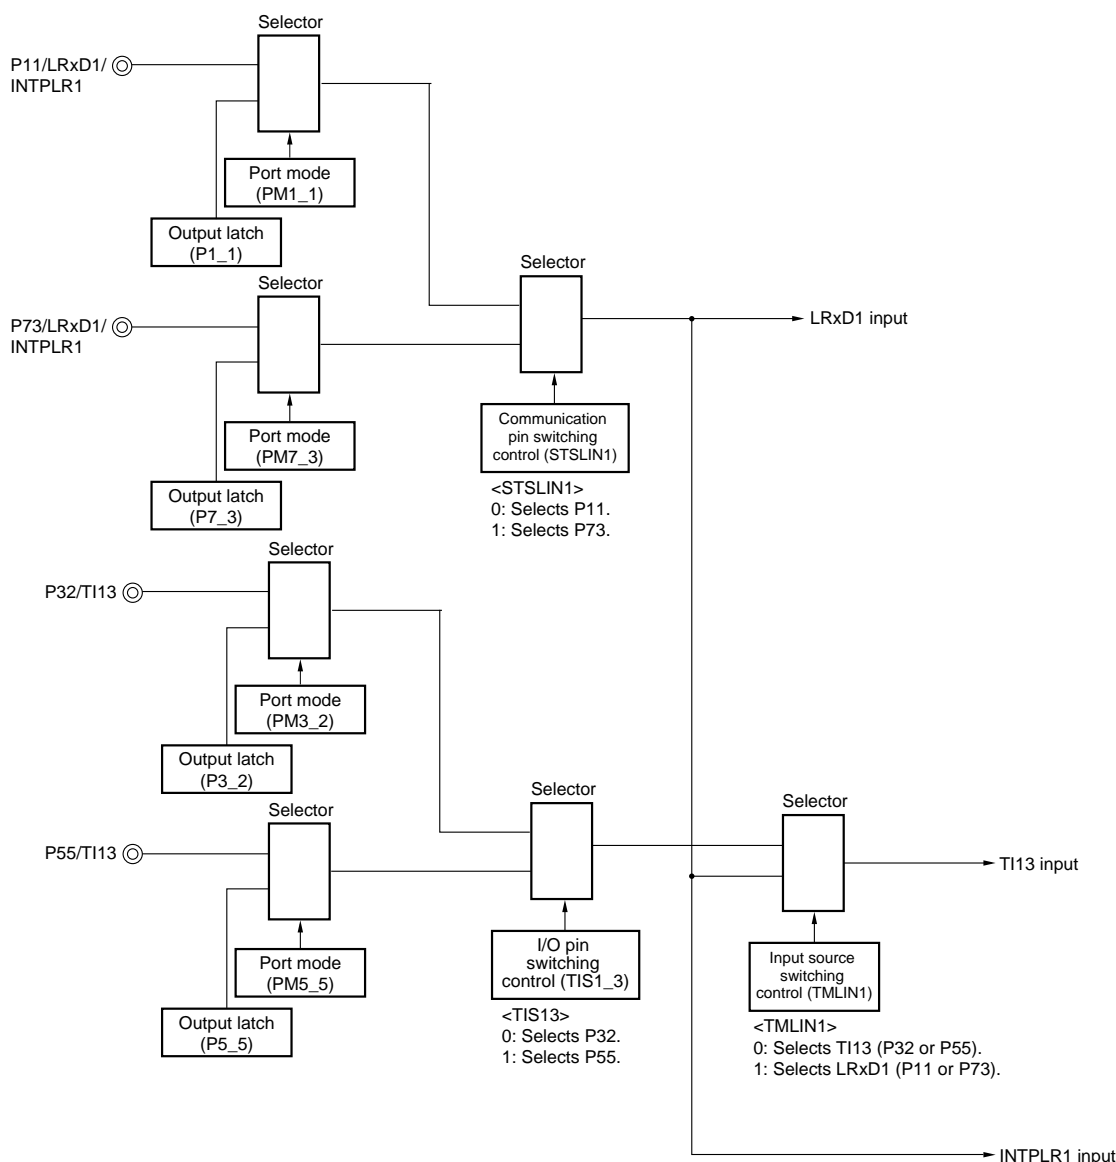 Selector
P11/LRxD1/
INTPLR1
Port mode
(PM1_1)
Output latch
(P1_1)
Selector
P73/LRxD1/
INTPLR1
Port mode
(PM7_3)
Output latch
(P7_3)
Selector
LRxD1 input
Communication
pin switching
control (STSLIN1)
<STSLIN1>
0: Selects P11.
1: Selects P73.
Selector
P32/TI13
Port mode
(PM3_2)
Output latch
(P3_2)
Selector
P55/TI13
Port mode
(PM5_5)
Output latch
(P5_5)
Selector
I/O pin
switching
control (TIS1_3)
<TIS13>
0: Selects P32.
1: Selects P55.
Selector
TI13 input
Input source
switching
control (TMLIN1)
<TMLIN1>
0: Selects TI13 (P32 or P55).
1: Selects LRxD1 (P11 or P73).
INTPLR1 input